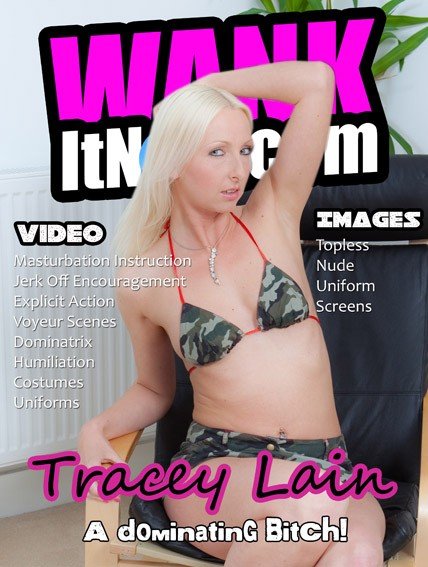 WANK
ItN .com
VIDEO
Masturbation Instruction
Jerk Off Encouragement
Explicit Action
Voyeur Scenes
Dominatrix
Humiliation
Costumes
Uniforms
IMAGES
Topless
Nude
Uniform
Screens
Tracey Lain
A dominating Bitch!